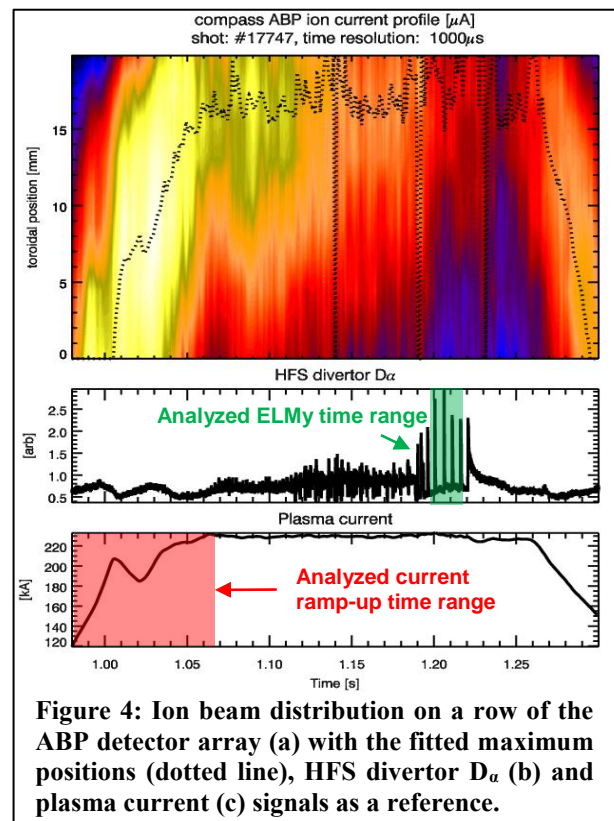 compass ABP ion current profile [μA]
shot: #17747, time resolution: 1000μs
toroidal position [mm]
15
10
5
0
HFS divertor Dα
[arb]
2.5
2.0
1.5
1.0
0.5
Analyzed ELMy time range
Plasma current
[kA]
220
200
180
160
140
120
Analyzed current
ramp-up time range
1.00 1.05 1.10 1.15 1.20 1.25
Time [s]
Figure 4: Ion beam distribution on a row of the
ABP detector array (a) with the fitted maximum
positions (dotted line), HFS divertor Dα (b) and
plasma current (c) signals as a reference.